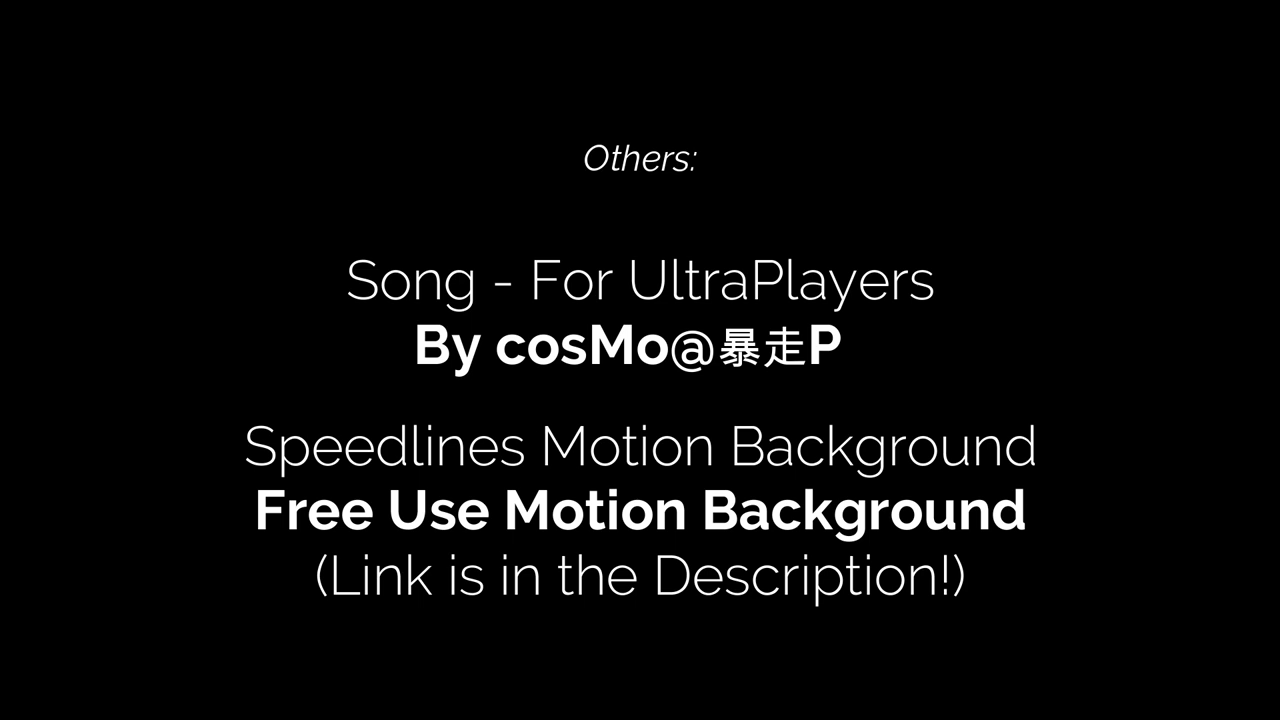 Others:
Song - For UltraPlayers
By cosMo@暴走P
Speedlines Motion Background
Free Use Motion Background
(Link is in the Description!)